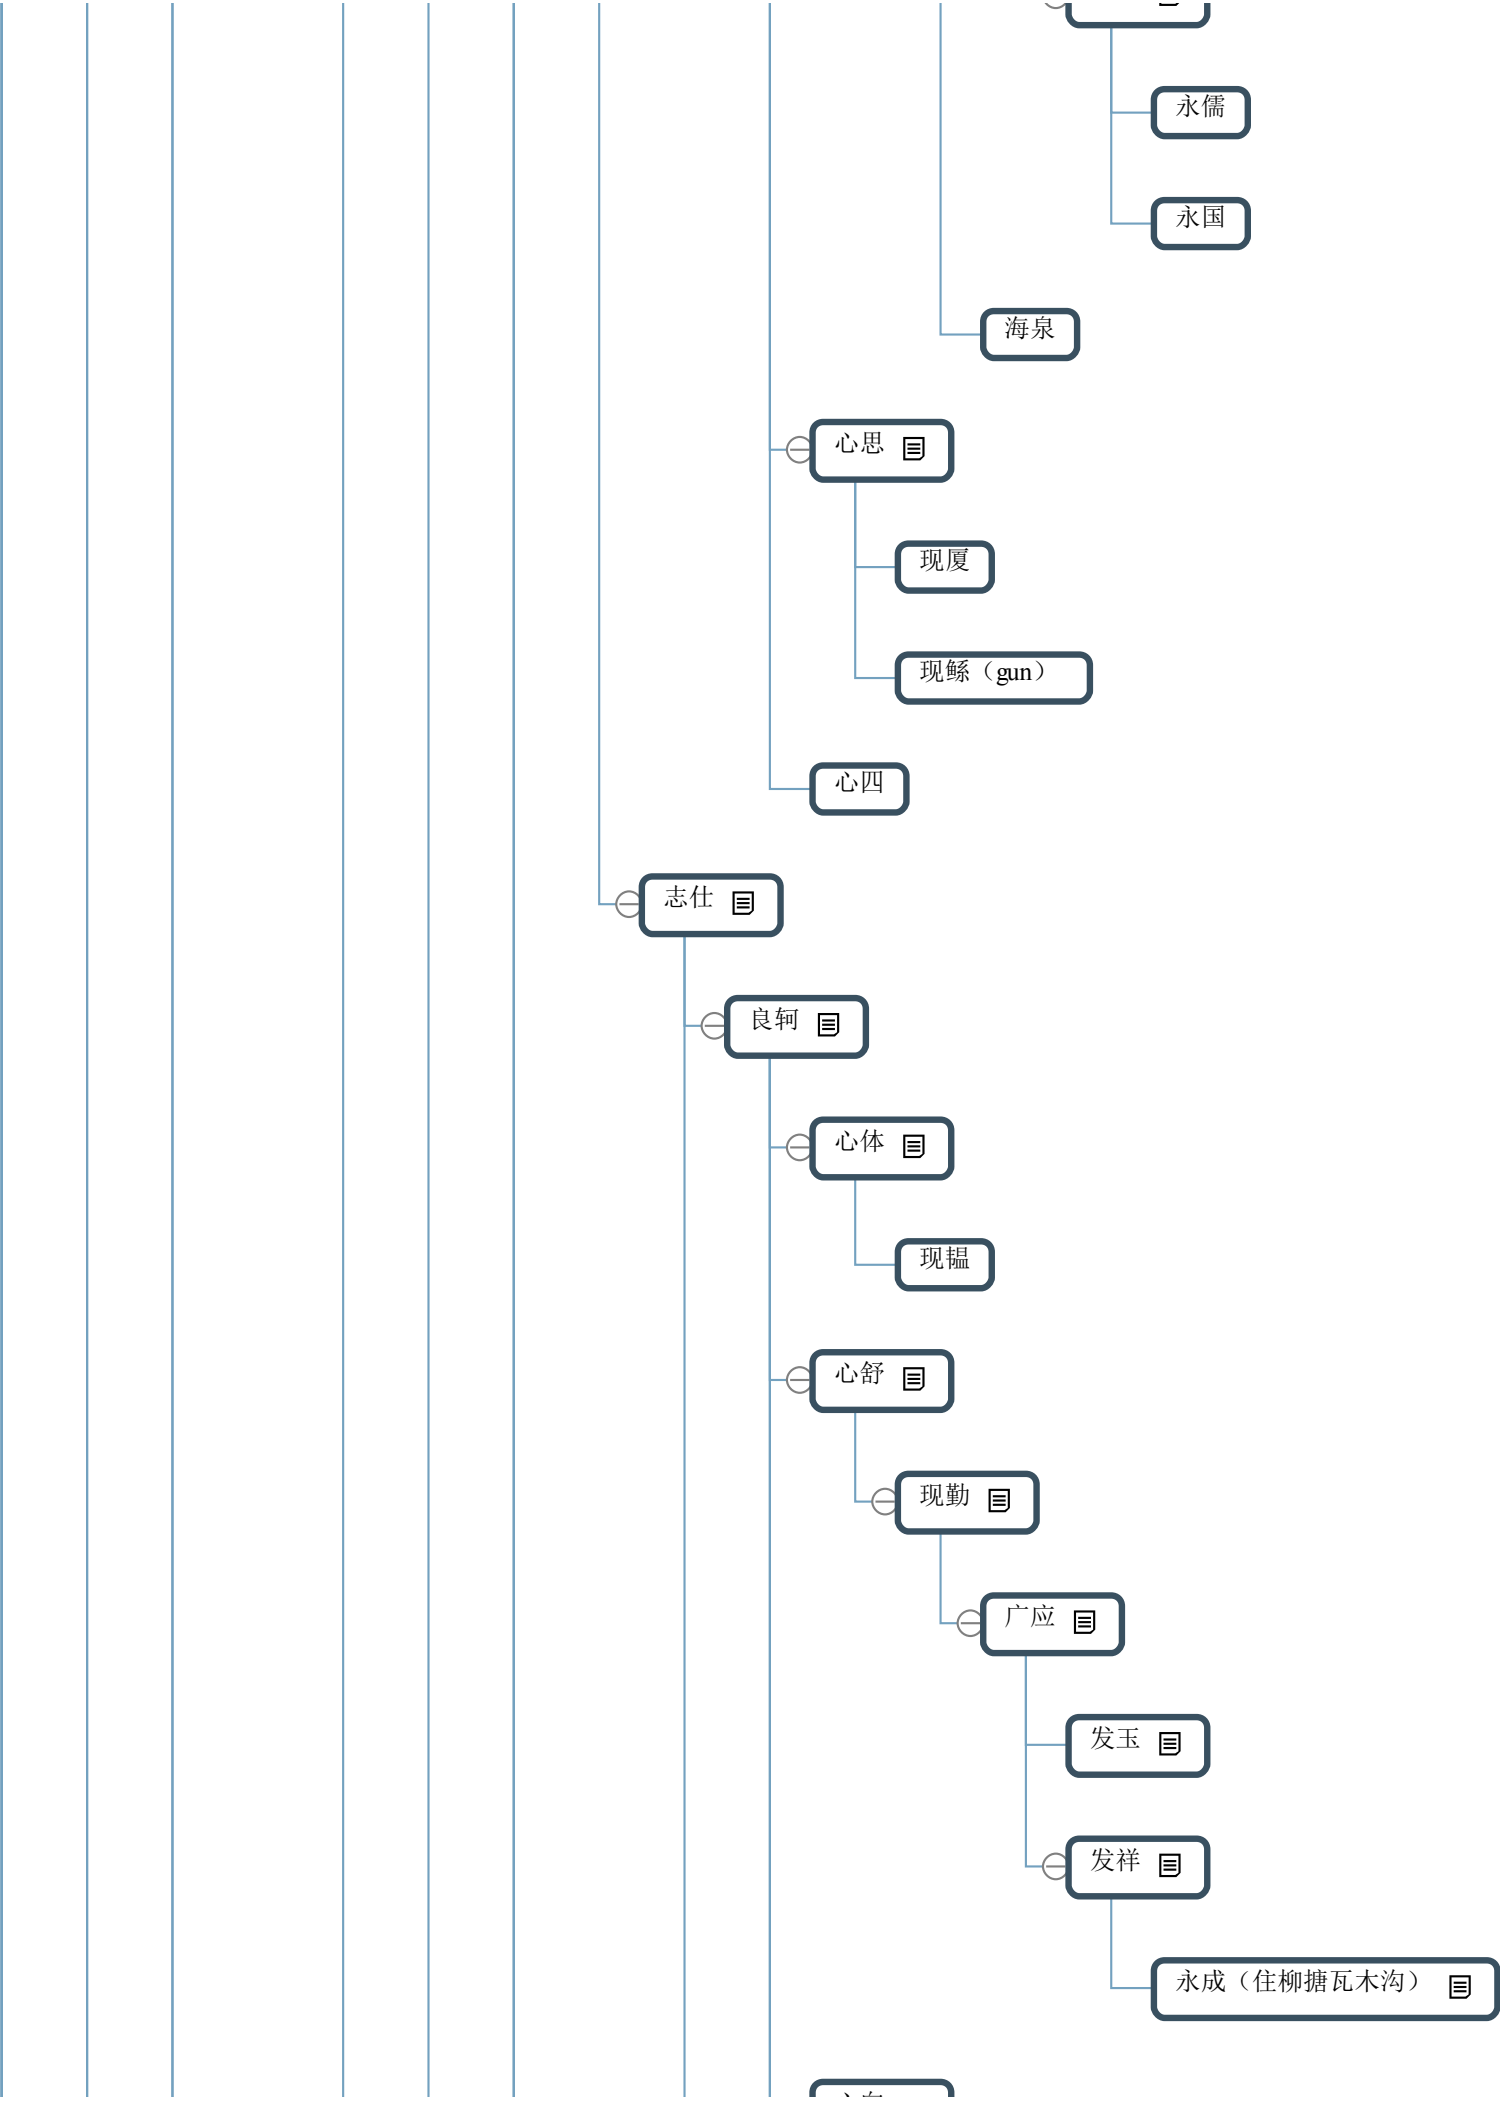 永儒
永国
海泉
心思
现厦
现鲧（gun）
心四
志仕
良轲
心体
现韫
心舒
现勤
广应
发玉
发祥
永成（住柳搪瓦木沟）